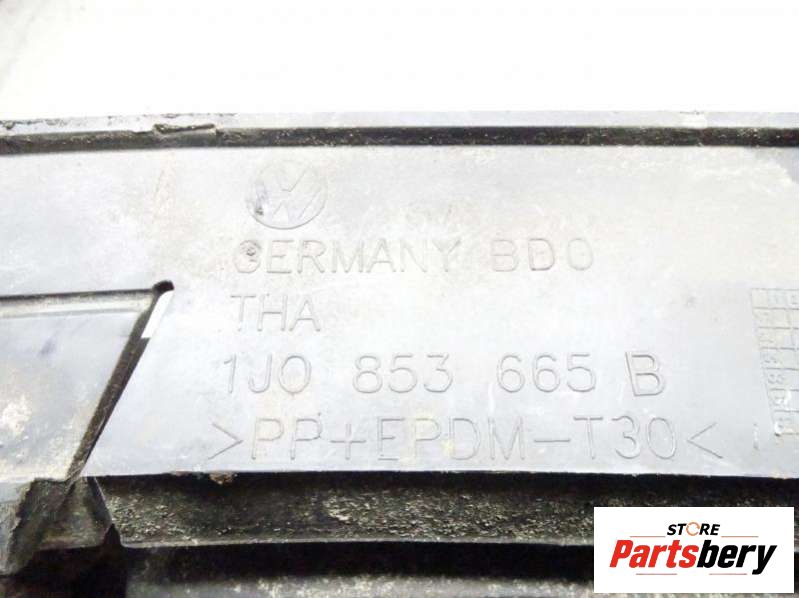 GERMANY BDO
THA
1J0 853 665 B
>PP+EPDM-T30<
STORE
Partsbery